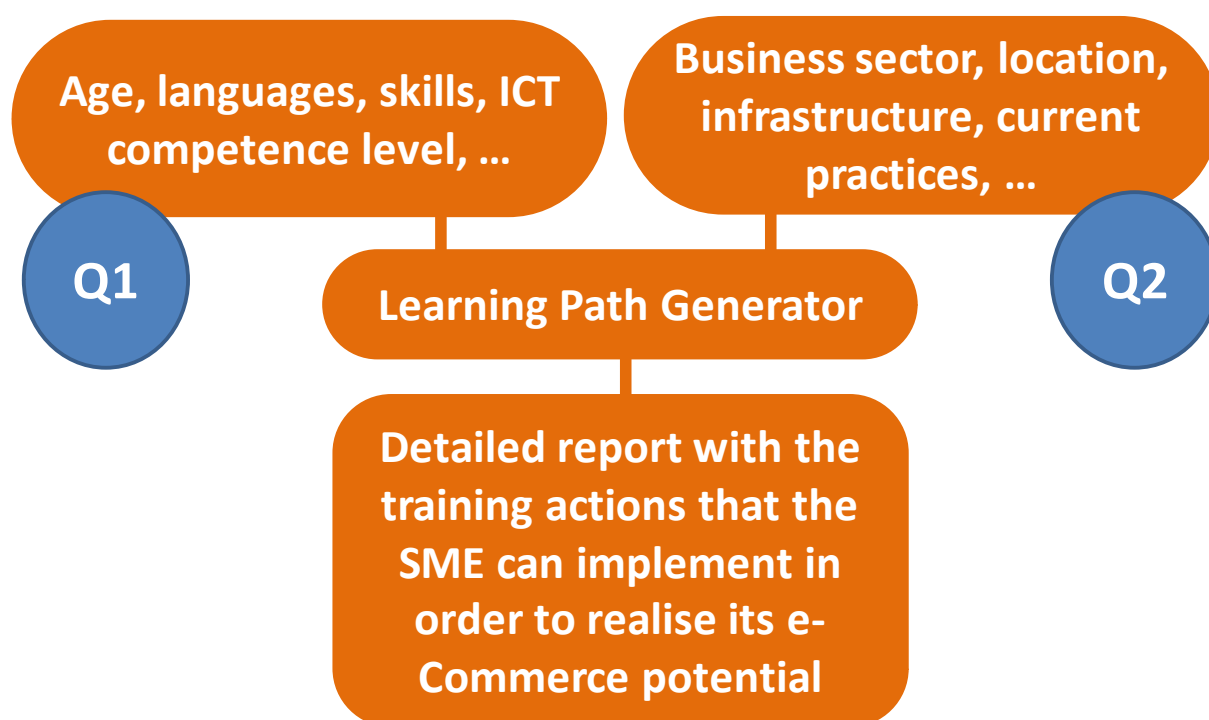 Age, languages, skills, ICT
competence level, …
Business sector, location,
infrastructure, current
practices, …
Q1
Q2
Learning Path Generator
Detailed report with the
training actions that the
SME can implement in
order to realise its e-
Commerce potential